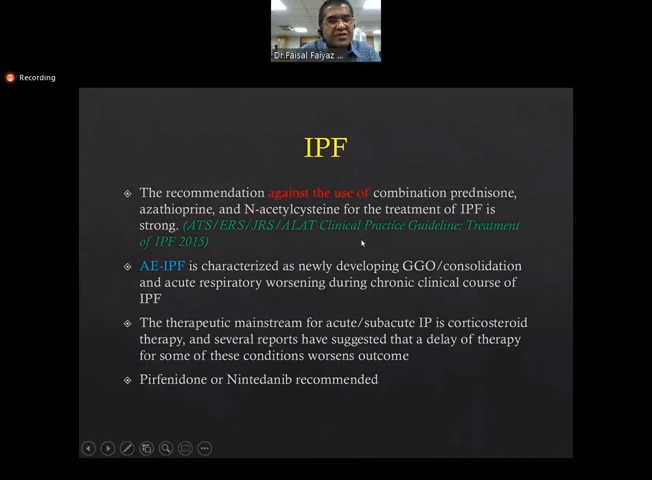 Dr.Faisal Faiyaz ...
Recording
IPF
The recommendation against the use of combination prednisone,
azathioprine, and N-acetylcysteine for the treatment of IPF is
strong. (ATS/ERS/JRS/ALAT Clinical Practice Guideline: Treatment
of IPF 2015)
AE-IPF is characterized as newly developing GGO/consolidation
and acute respiratory worsening during chronic clinical course of
IPF
The therapeutic mainstream for acute/subacute IP is corticosteroid
therapy, and several reports have suggested that a delay of therapy
for some of these conditions worsens outcome
Pirfenidone or Nintedanib recommended